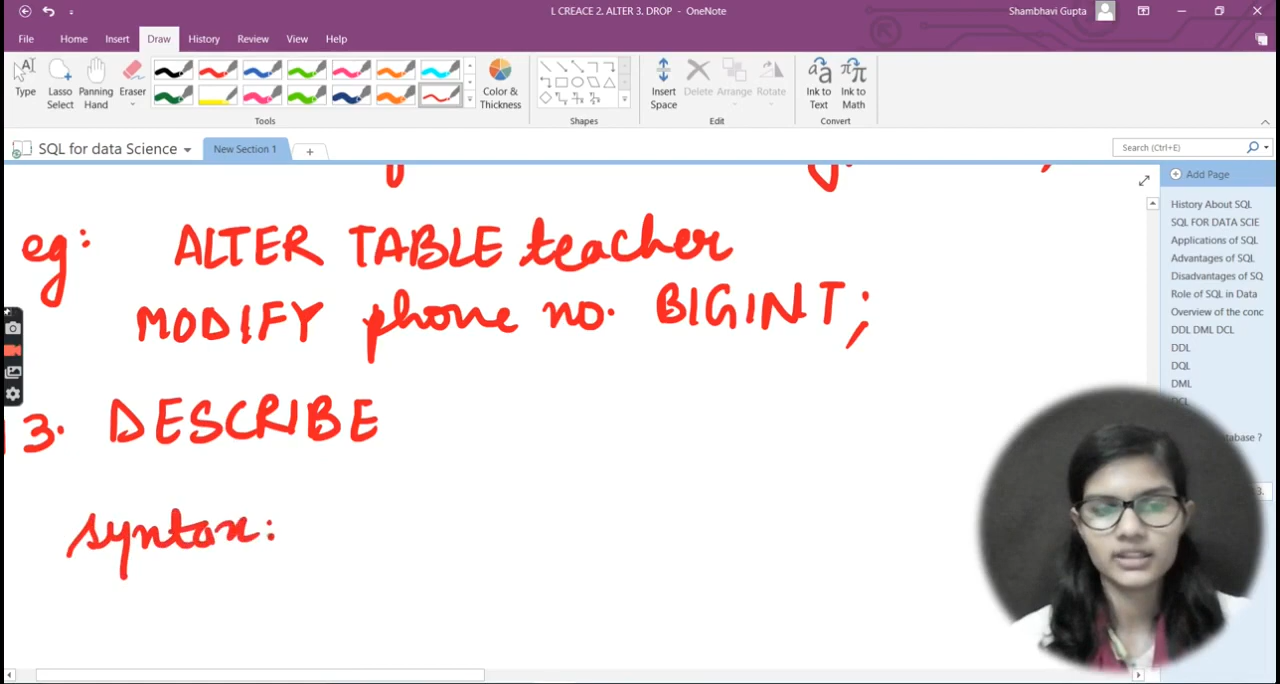 L CREACE 2. ALTER 3. DROP - OneNote
Shambhavi Gupta
File Home Insert Draw History Review View Help
Type
Lasso Select
Panning Hand
Eraser
Color & Thickness
Insert Space
Delete
Arrange
Rotate
Ink to Text
Ink to Math
Tools
Shapes
Edit
Convert
SQL for data Science
New Section 1
Search (Ctrl+E)
Add Page
History About SQL
SQL FOR DATA SCIE
Applications of SQL
Advantages of SQL
Disadvantages of SQ
Role of SQL in Data
Overview of the conc
DDL DML DCL
DDL
DQL
DML
DCL
tabase ?
3.
eg: ALTER TABLE teacher
MODIFY phone no. BIGINT;
3. DESCRIBE
syntax: